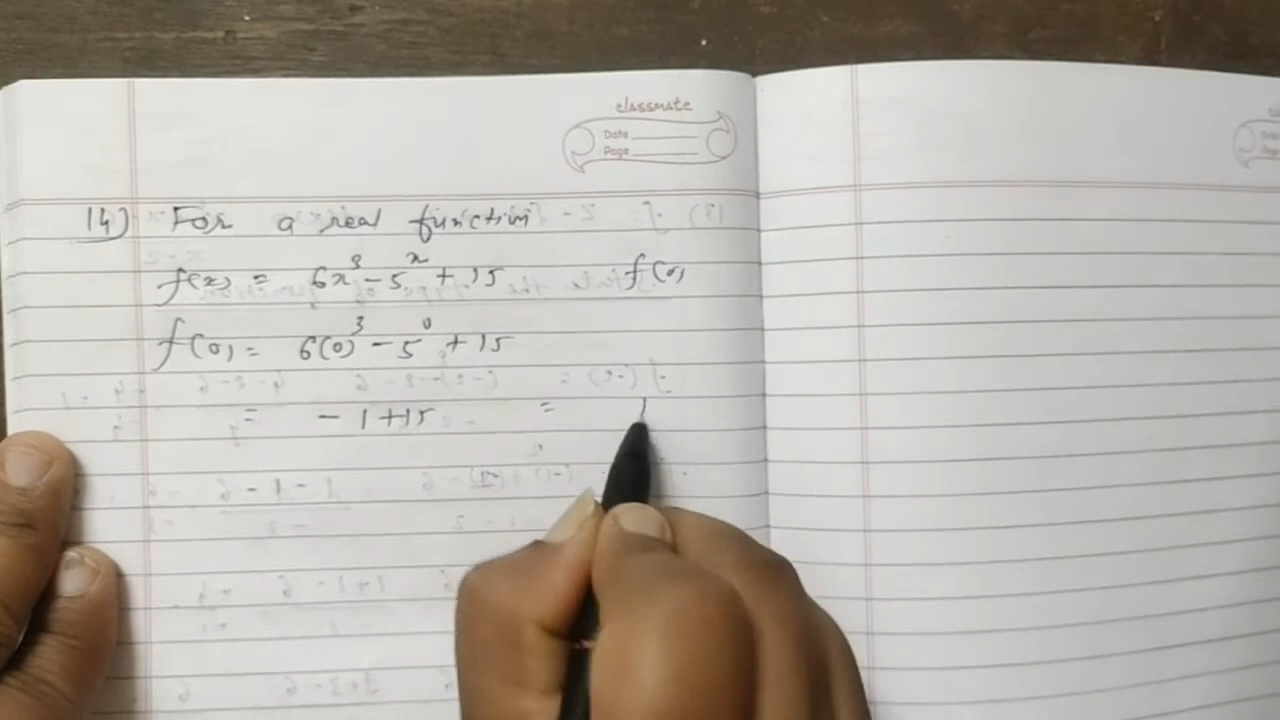 classmate
Date
Page
14) For a real function
f(x) = 6x³ - 5ˣ + 15 f(0)
f(0) = 6(0)³ - 5⁰ + 15
= - 1 + 15 = 1